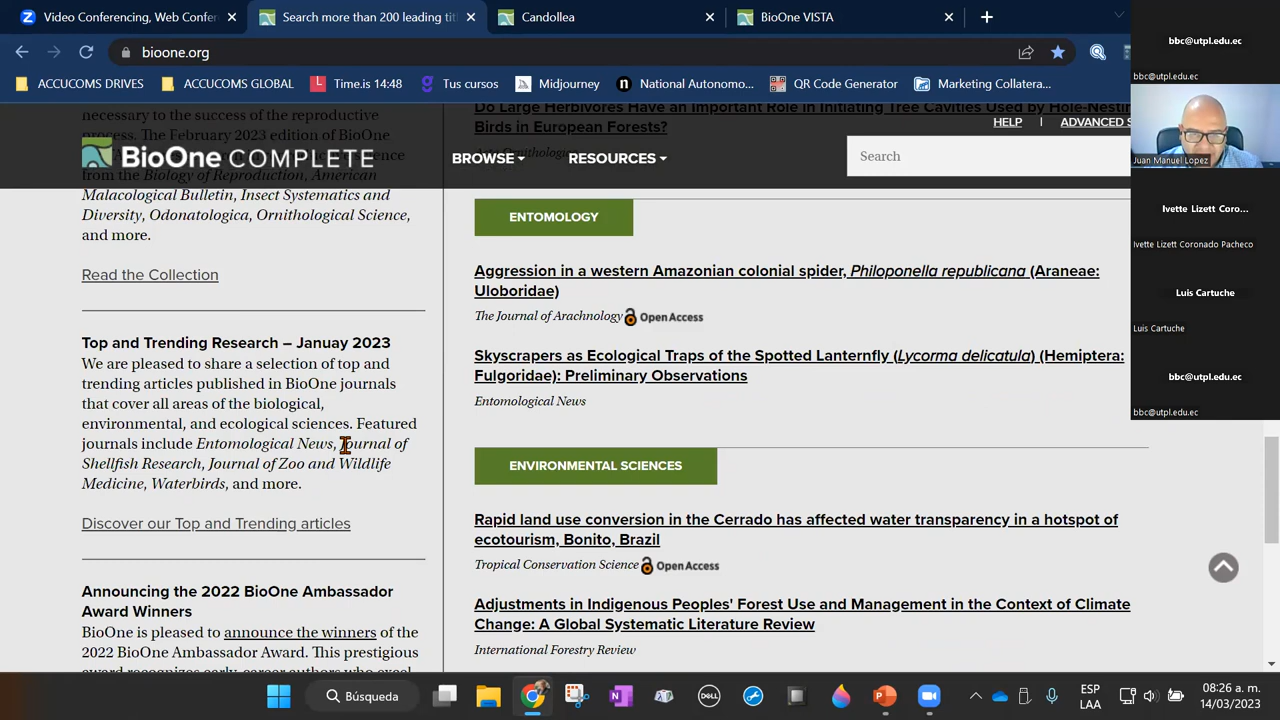 Video Conferencing, Web Confer
Search more than 200 leading titl
Candollea
BioOne VISTA
bioone.org
ACCUCOMS DRIVES
ACCUCOMS GLOBAL
Time.is 14:48
Tus cursos
Midjourney
National Autonomo...
QR Code Generator
Marketing Collatera...
HELP | ADVANCED S
BioOne COMPLETE
BROWSE
RESOURCES
Search
necessary to the success of the reproductive
process. The February 2023 edition of BioOne
from the Biology of Reproduction, American
Malacological Bulletin, Insect Systematics and
Diversity, Odonatologica, Ornithological Science,
and more.
Read the Collection
Top and Trending Research – Januay 2023
We are pleased to share a selection of top and
trending articles published in BioOne journals
that cover all areas of the biological,
environmental, and ecological sciences. Featured
journals include Entomological News, Journal of
Shellfish Research, Journal of Zoo and Wildlife
Medicine, Waterbirds, and more.
Discover our Top and Trending articles
Announcing the 2022 BioOne Ambassador
Award Winners
BioOne is pleased to announce the winners of the
2022 BioOne Ambassador Award. This prestigious
award recognizes early-career authors who excel
Do Large Herbivores Have an Important Role in Initiating Tree Cavities Used by Hole-Nestin
Birds in European Forests?
Acta Ornithologica
ENTOMOLOGY
Aggression in a western Amazonian colonial spider, Philoponella republicana (Araneae:
Uloboridae)
The Journal of Arachnology Open Access
Skyscrapers as Ecological Traps of the Spotted Lanternfly (Lycorma delicatula) (Hemiptera:
Fulgoridae): Preliminary Observations
Entomological News
ENVIRONMENTAL SCIENCES
Rapid land use conversion in the Cerrado has affected water transparency in a hotspot of
ecotourism, Bonito, Brazil
Tropical Conservation Science Open Access
Adjustments in Indigenous Peoples' Forest Use and Management in the Context of Climate
Change: A Global Systematic Literature Review
International Forestry Review
bbc@utpl.edu.ec
bbc@utpl.edu.ec
Juan Manuel Lopez
Ivette Lizett Coro...
Ivette Lizett Coronado Pacheco
Luis Cartuche
Luis Cartuche
bbc@utpl.edu.ec
bbc@utpl.edu.ec
Búsqueda
DELL
ESP
LAA
08:26 a. m.
14/03/2023